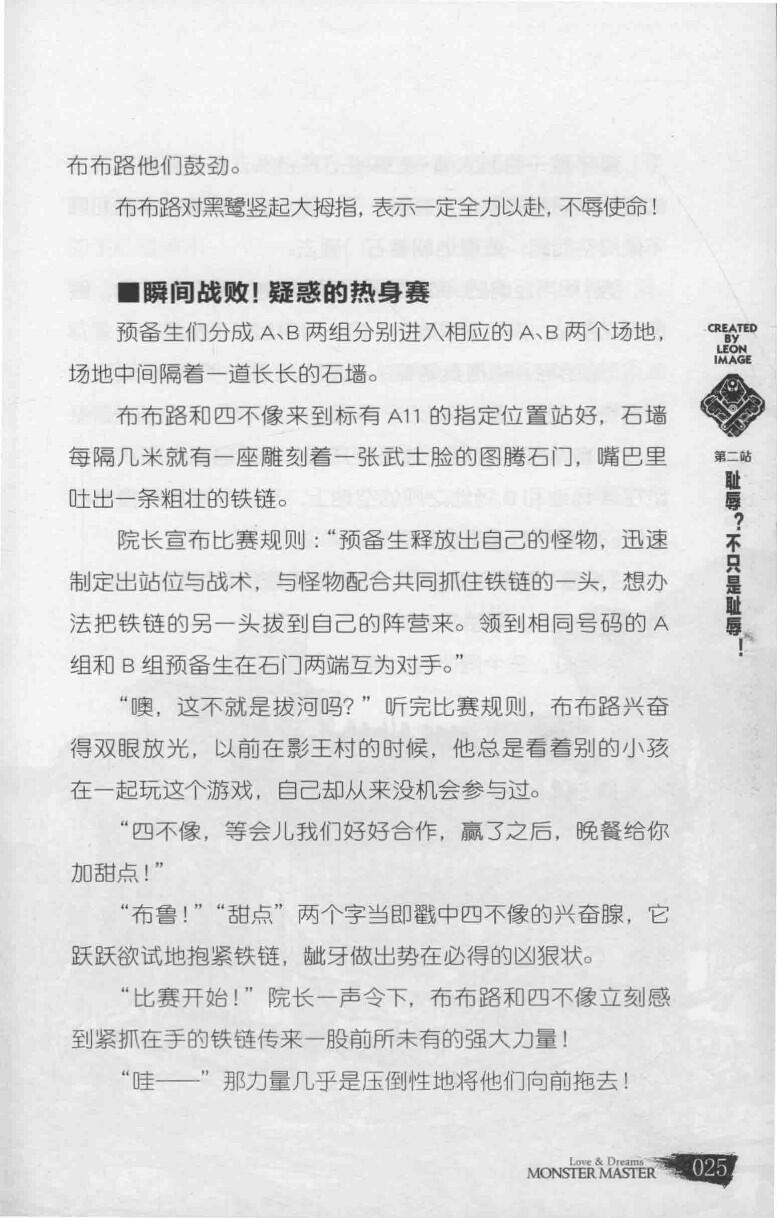 布布路他们鼓劲。
布布路对黑鹭竖起大拇指，表示一定全力以赴，不辱使命！
■瞬间战败！疑惑的热身赛
预备生们分成A、B两组分别进入相应的A、B两个场地，
场地中间隔着一道长长的石墙。
布布路和四不像来到标有A11的指定位置站好，石墙
每隔几米就有一座雕刻着一张武士脸的图腾石门，嘴巴里
吐出一条粗壮的铁链。
院长宣布比赛规则：“预备生释放出自己的怪物，迅速
制定出站位与战术，与怪物配合共同抓住铁链的一头，想办
法把铁链的另一头拔到自己的阵营来。领到相同号码的A
组和B组预备生在石门两端互为对手。”
“噢，这不就是拔河吗？”听完比赛规则，布布路兴奋
得双眼放光，以前在影王村的时候，他总是看着别的小孩
在一起玩这个游戏，自己却从来没机会参与过。
“四不像，等会儿我们好好合作，赢了之后，晚餐给你
加甜点！”
“布鲁！”“甜点”两个字当即戳中四不像的兴奋腺，它
跃跃欲试地抱紧铁链，龇牙做出势在必得的凶狠状。
“比赛开始！”院长一声令下，布布路和四不像立刻感
到紧抓在手的铁链传来一股前所未有的强大力量！
“哇——”那力量几乎是压倒性地将他们向前拖去！
CREATED
BY
LEON
IMAGE
第二站
耻辱？不只是耻辱！
Love & Dreams
MONSTER MASTER
025